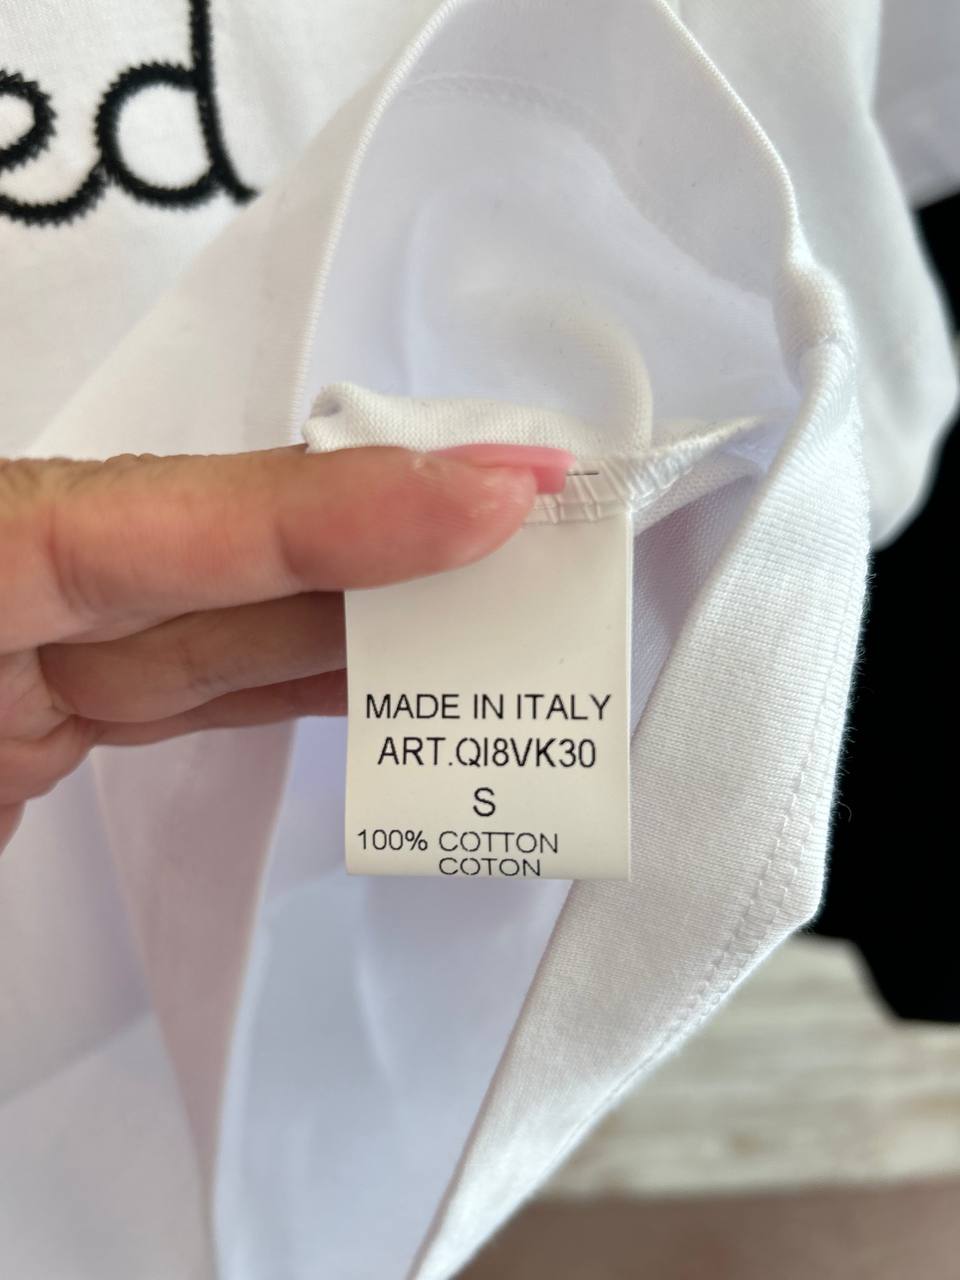 ed
MADE IN ITALY
ART.QI8VK30
S
100% COTTON
COTON